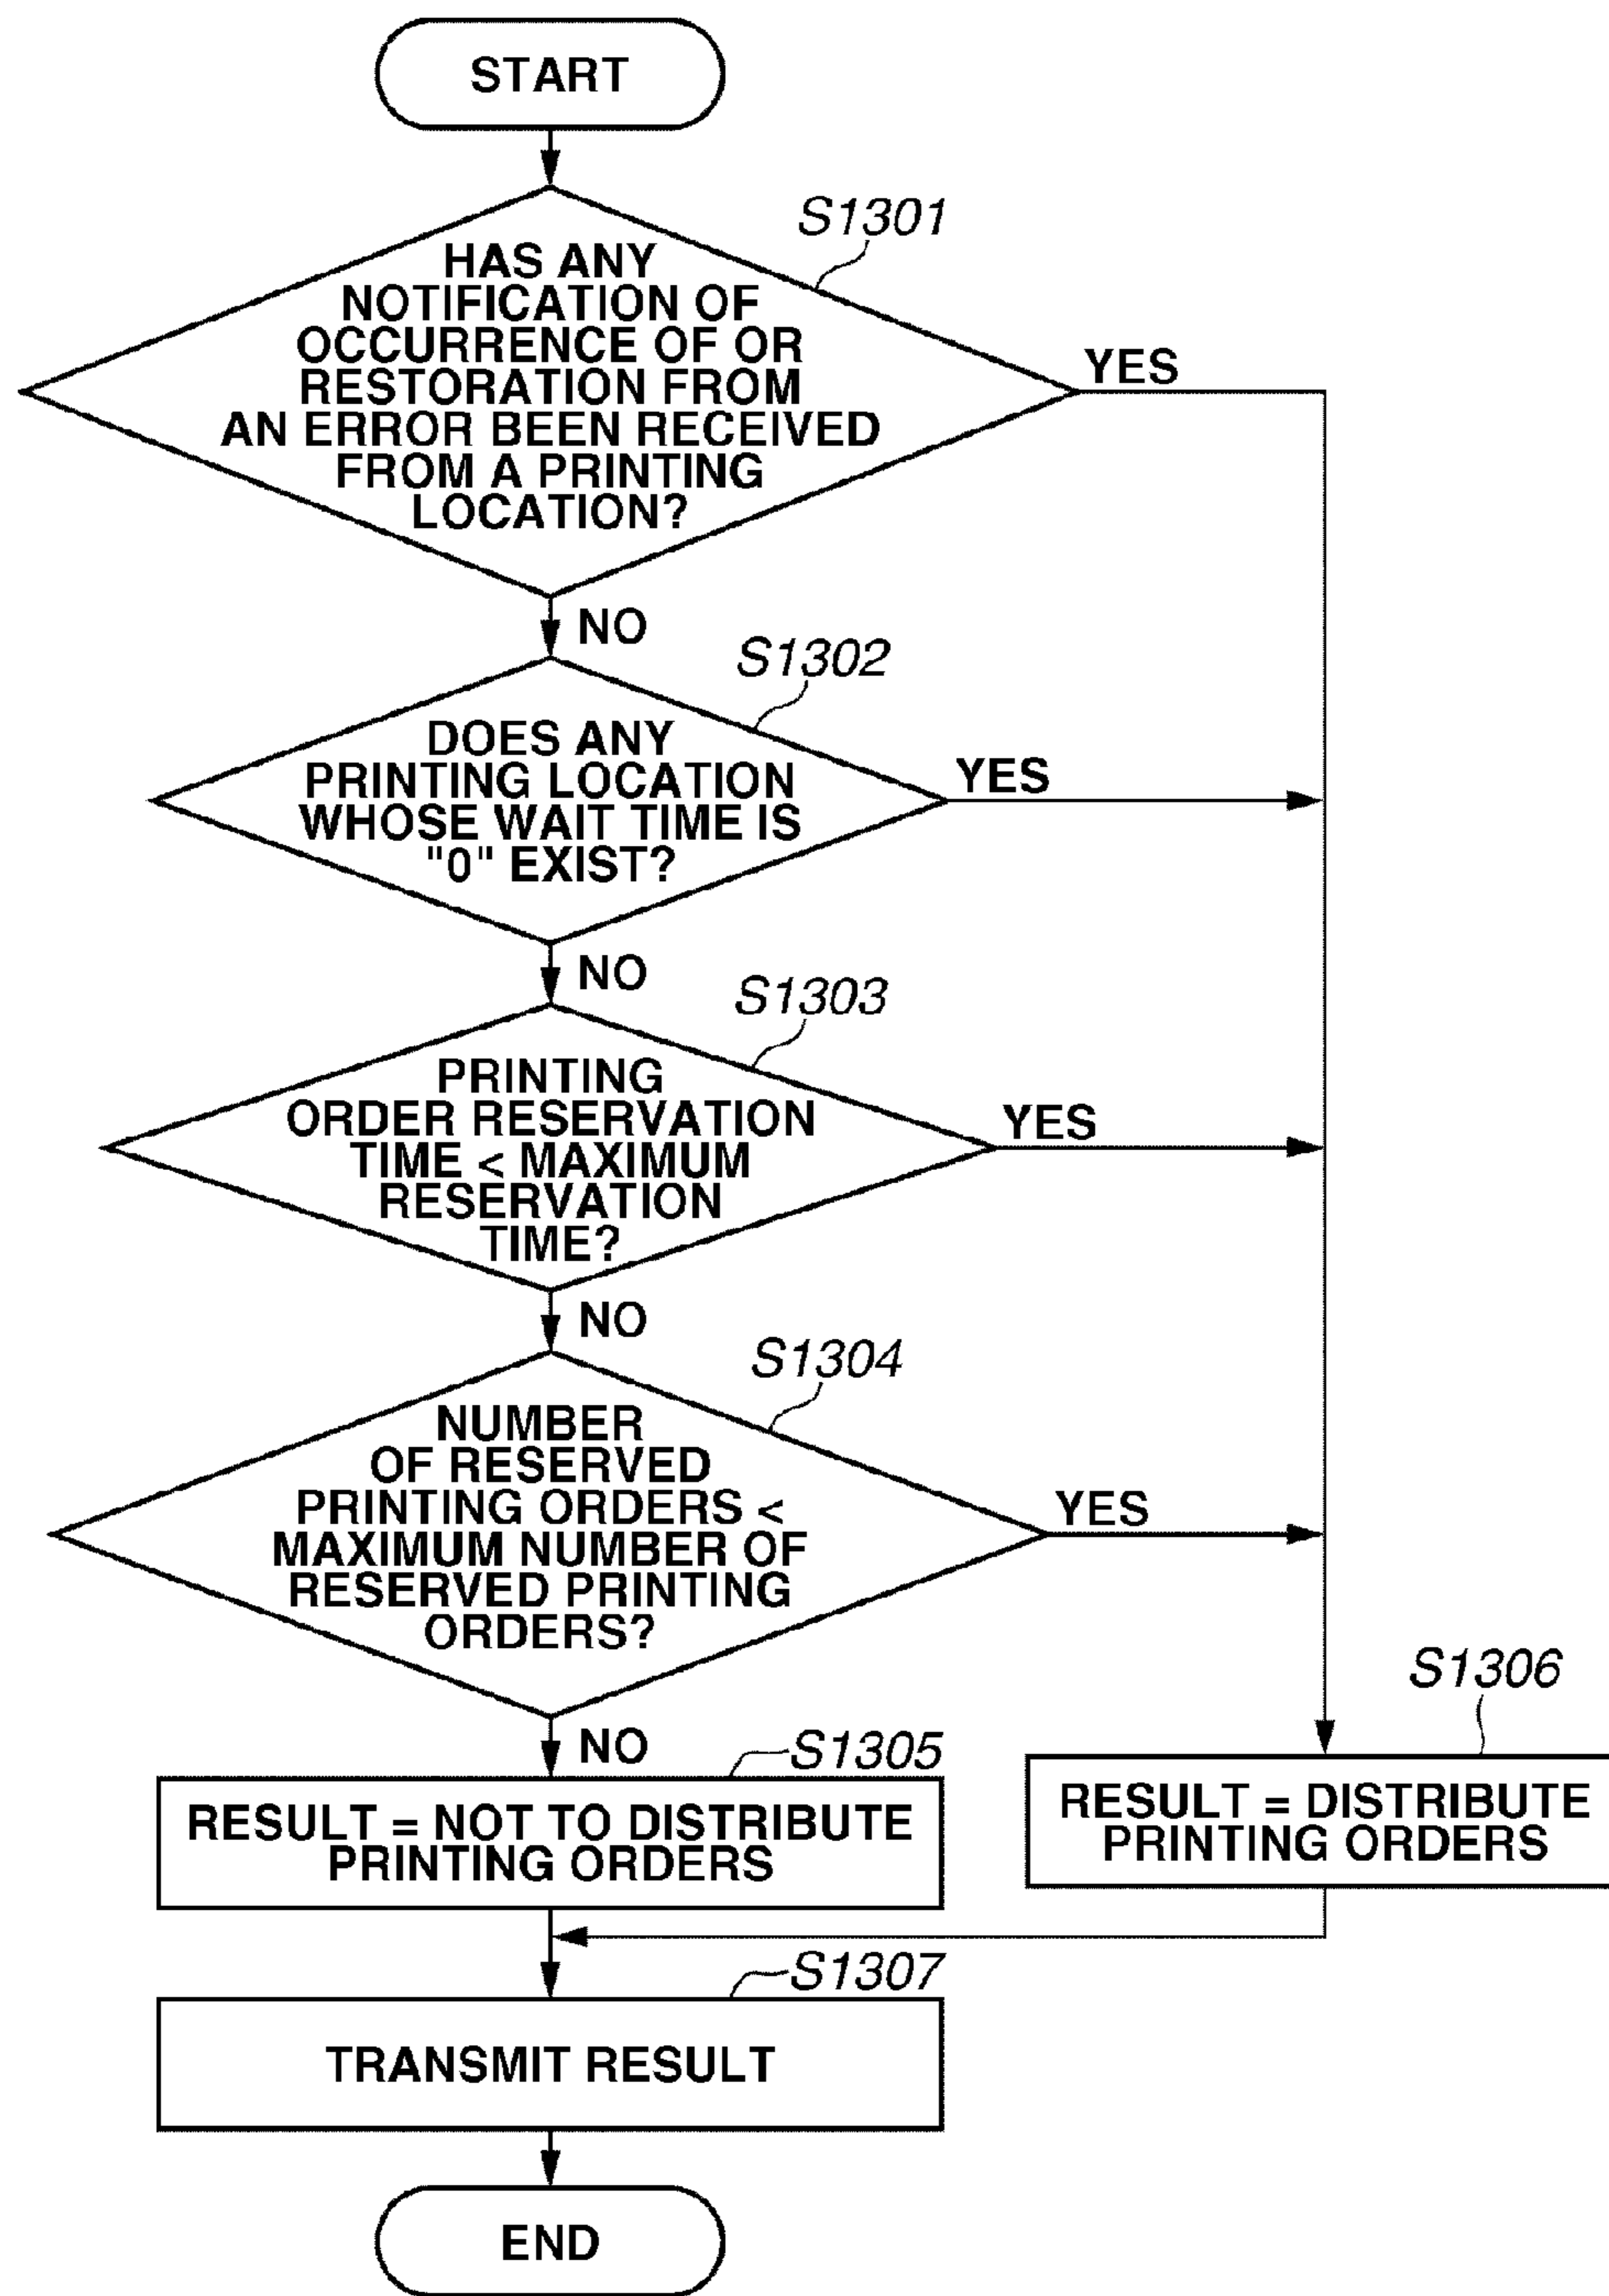 START
S1301
HAS ANY
NOTIFICATION OF
OCCURRENCE OF OR
RESTORATION FROM
AN ERROR BEEN RECEIVED
FROM A PRINTING
LOCATION?
YES
NO
S1302
DOES ANY
PRINTING LOCATION
WHOSE WAIT TIME IS
"0" EXIST?
YES
NO
S1303
PRINTING
ORDER RESERVATION
TIME < MAXIMUM
RESERVATION
TIME?
YES
NO
S1304
NUMBER
OF RESERVED
PRINTING ORDERS <
MAXIMUM NUMBER OF
RESERVED PRINTING
ORDERS?
YES
NO
S1305
RESULT = NOT TO DISTRIBUTE
PRINTING ORDERS
S1306
RESULT = DISTRIBUTE
PRINTING ORDERS
S1307
TRANSMIT RESULT
END